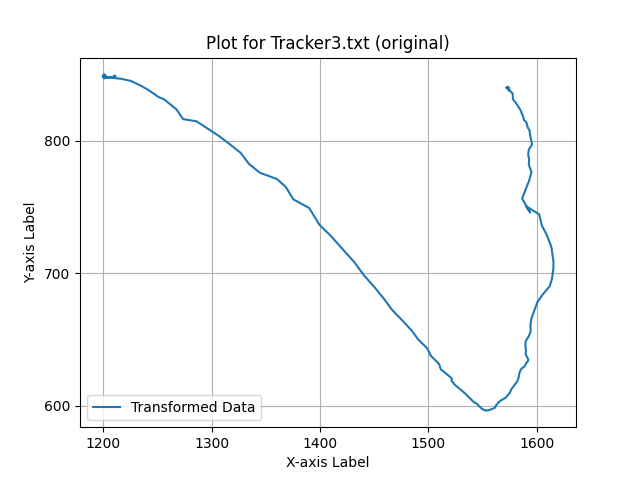 Plot for Tracker3.txt (original)
Y-axis Label
800
700
600
Transformed Data
1200 1300 1400 1500 1600
X-axis Label